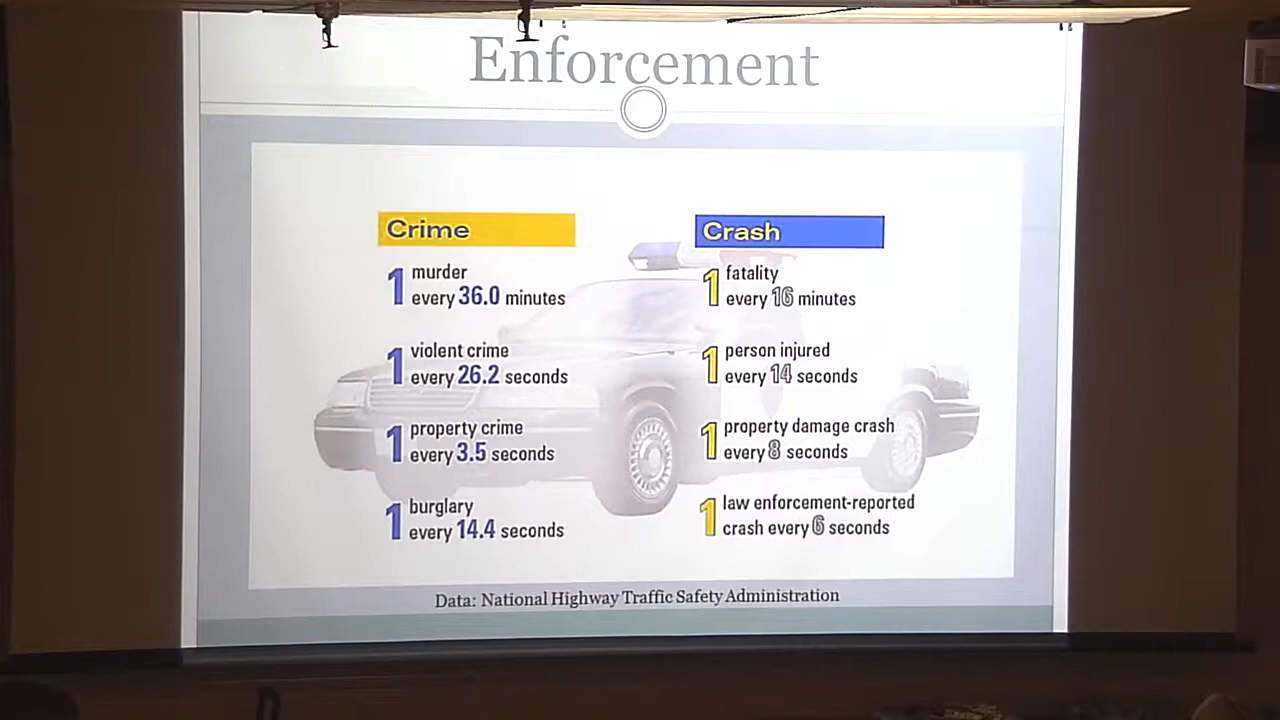 Enforcement
Crime
1 murder
every 36.0 minutes
1 violent crime
every 26.2 seconds
1 property crime
every 3.5 seconds
1 burglary
every 14.4 seconds
Crash
1 fatality
every 16 minutes
1 person injured
every 14 seconds
1 property damage crash
every 8 seconds
1 law enforcement-reported
crash every 6 seconds
Data: National Highway Traffic Safety Administration